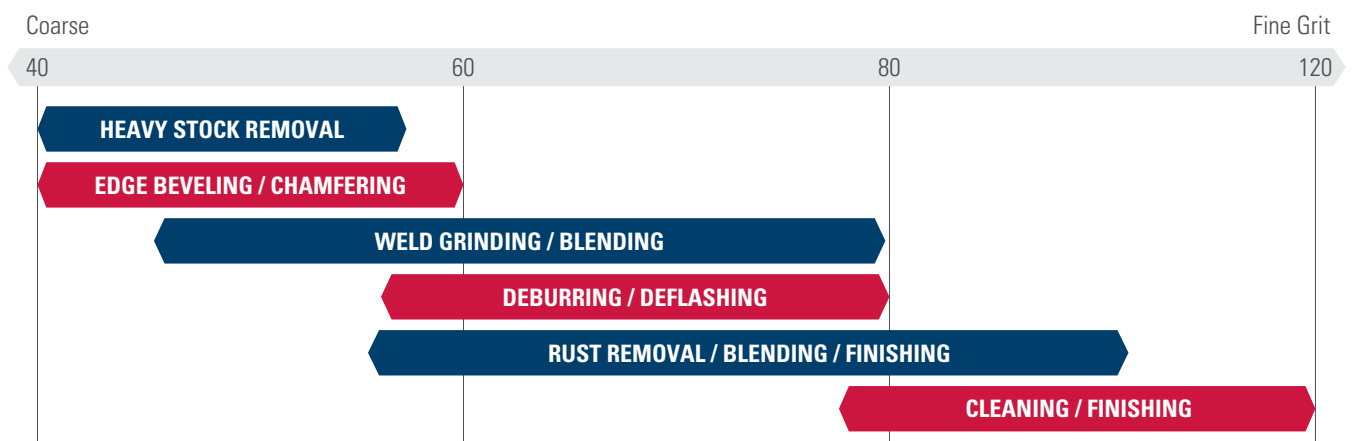 Coarse
Fine Grit
40
60
80
120
HEAVY STOCK REMOVAL
EDGE BEVELING / CHAMFERING
WELD GRINDING / BLENDING
DEBURRING / DEFLASHING
RUST REMOVAL / BLENDING / FINISHING
CLEANING / FINISHING